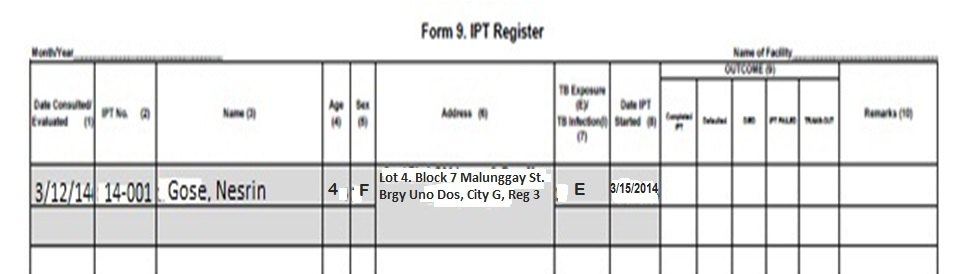 Form 9. IPT Register
Month/Year
Name of Facility
Date Consulted/ Evaluated (1)
IPT No. (2)
Name (3)
Age (4)
Sex (5)
Address (6)
TB Exposure (E)/ TB Infection(I) (7)
Date IPT Started (8)
OUTCOME (9)
Completed IPT
Defaulted
DIED
IPT FAILED
TRANS OUT
Remarks (10)
3/12/14 14-001 Gose, Nesrin 4 F
Lot 4. Block 7 Malunggay St.
Brgy Uno Dos, City G, Reg 3
E 3/15/2014